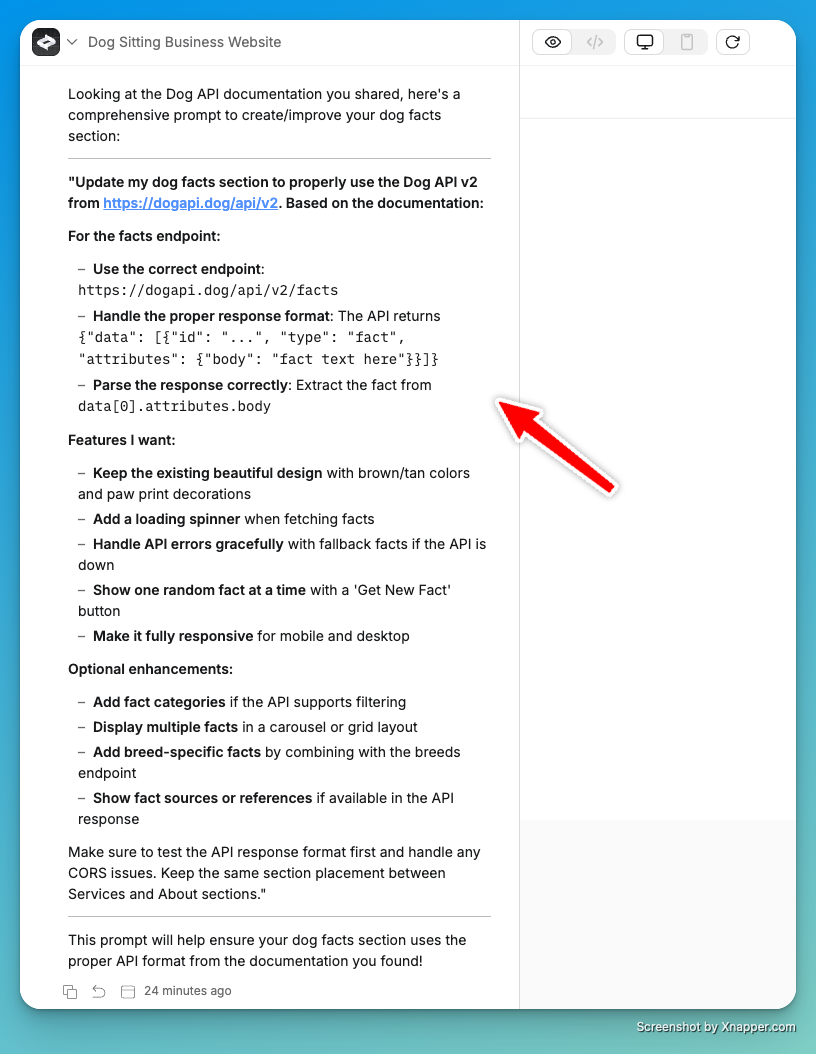 Dog Sitting Business Website
Looking at the Dog API documentation you shared, here's a
comprehensive prompt to create/improve your dog facts
section:
"Update my dog facts section to properly use the Dog API v2
from https://dogapi.dog/api/v2. Based on the documentation:
For the facts endpoint:
– Use the correct endpoint:
https://dogapi.dog/api/v2/facts
– Handle the proper response format: The API returns
{"data": [{"id": "...", "type": "fact",
"attributes": {"body": "fact text here"}}]}
– Parse the response correctly: Extract the fact from
data[0].attributes.body
Features I want:
– Keep the existing beautiful design with brown/tan colors
and paw print decorations
– Add a loading spinner when fetching facts
– Handle API errors gracefully with fallback facts if the API is
down
– Show one random fact at a time with a 'Get New Fact'
button
– Make it fully responsive for mobile and desktop
Optional enhancements:
– Add fact categories if the API supports filtering
– Display multiple facts in a carousel or grid layout
– Add breed-specific facts by combining with the breeds
endpoint
– Show fact sources or references if available in the API
response
Make sure to test the API response format first and handle any
CORS issues. Keep the same section placement between
Services and About sections."
This prompt will help ensure your dog facts section uses the
proper API format from the documentation you found!
24 minutes ago
Screenshot by Xnapper.com